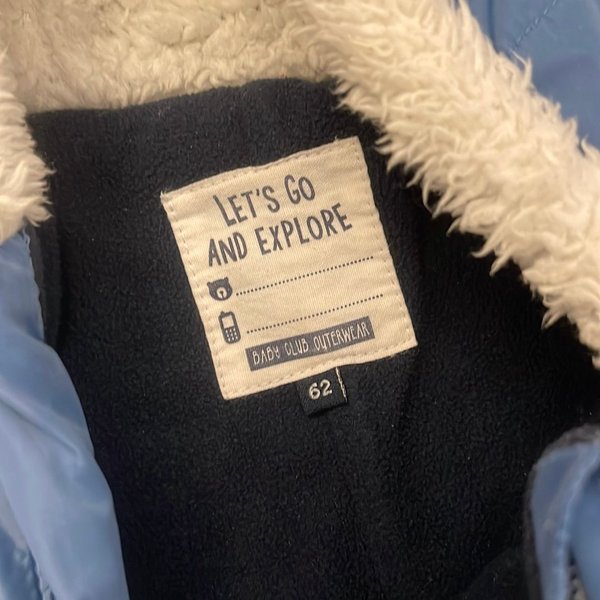 LET'S GO
AND EXPLORE
BABY CLUB OUTERWEAR
62